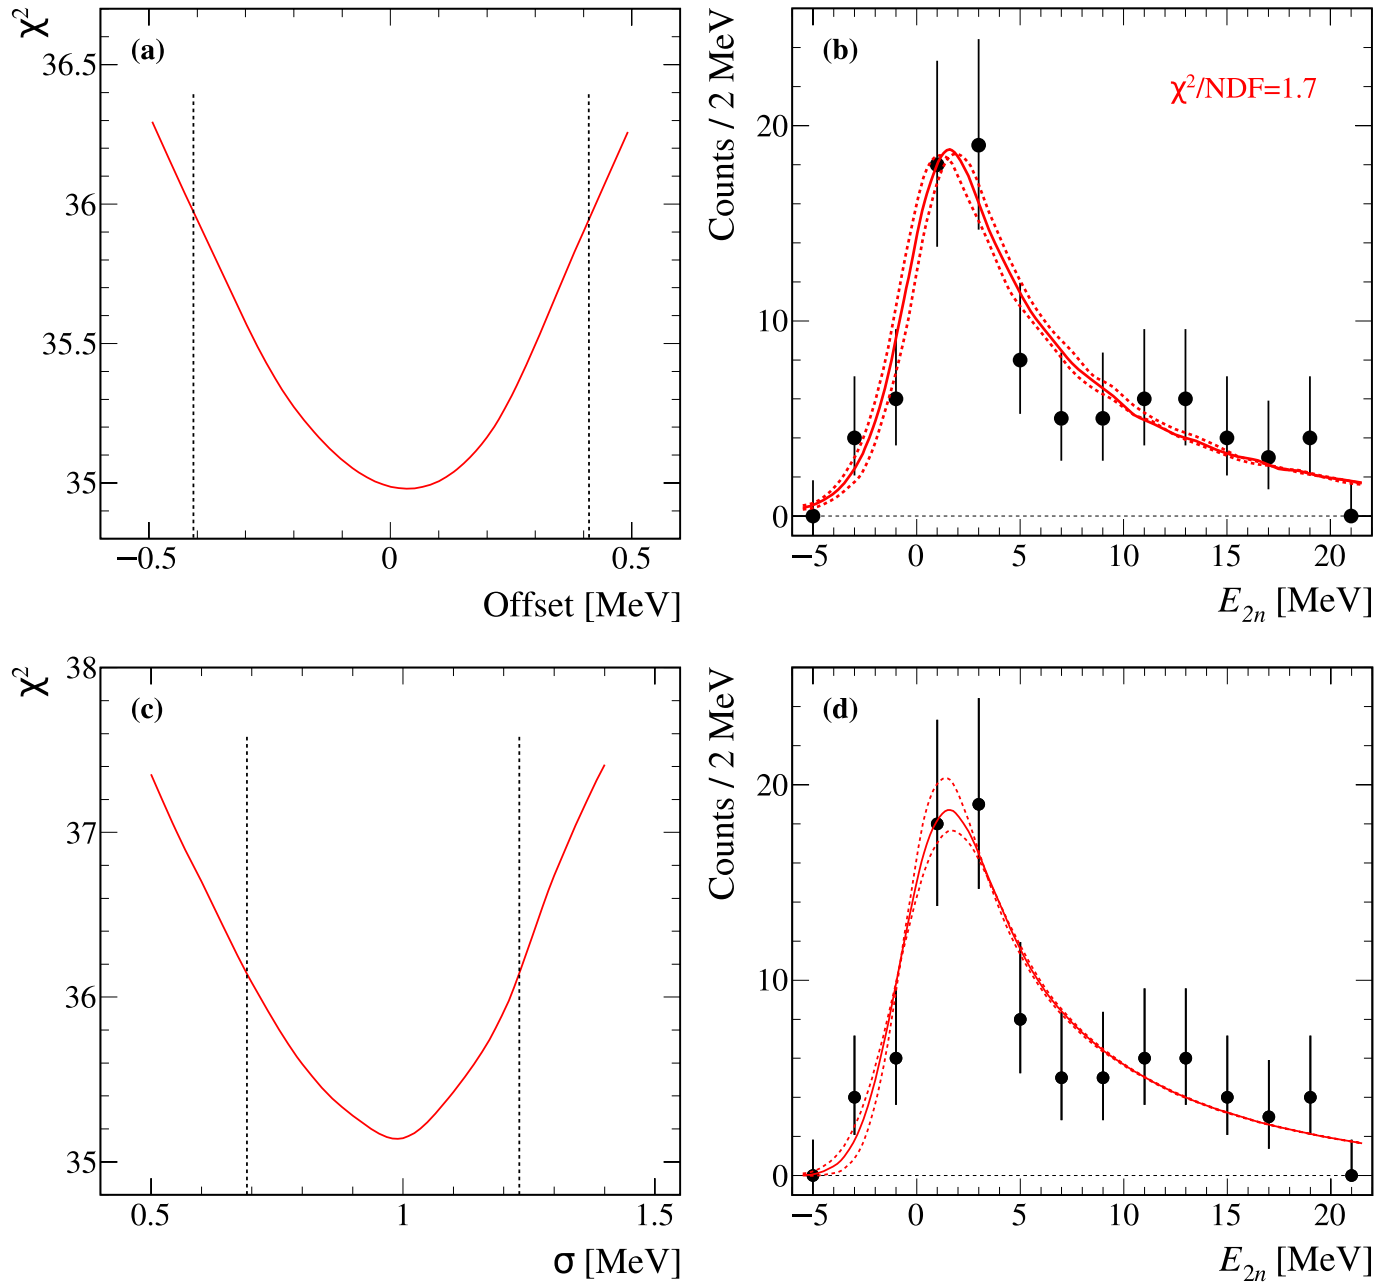 χ²
(a)
36.5
36
35.5
35
−0.5
0
0.5
Offset [MeV]
Counts / 2 MeV
(b)
χ²/NDF=1.7
20
10
0
−5
0
5
10
15
20
E₂ₙ [MeV]
χ²
(c)
38
37
36
35
0.5
1
1.5
σ [MeV]
Counts / 2 MeV
(d)
20
10
0
−5
0
5
10
15
20
E₂ₙ [MeV]